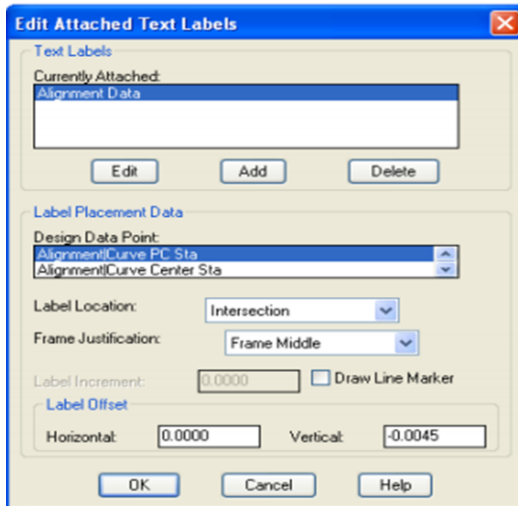 Edit Attached Text Labels
Text Labels
Currently Attached:
Alignment Data
Edit Add Delete
Label Placement Data
Design Data Point:
Alignment|Curve PC Sta
Alignment|Curve Center Sta
Label Location: Intersection
Frame Justification: Frame Middle
Label Increment: 0.0000 Draw Line Marker
Label Offset
Horizontal: 0.0000 Vertical: -0.0045
OK Cancel Help